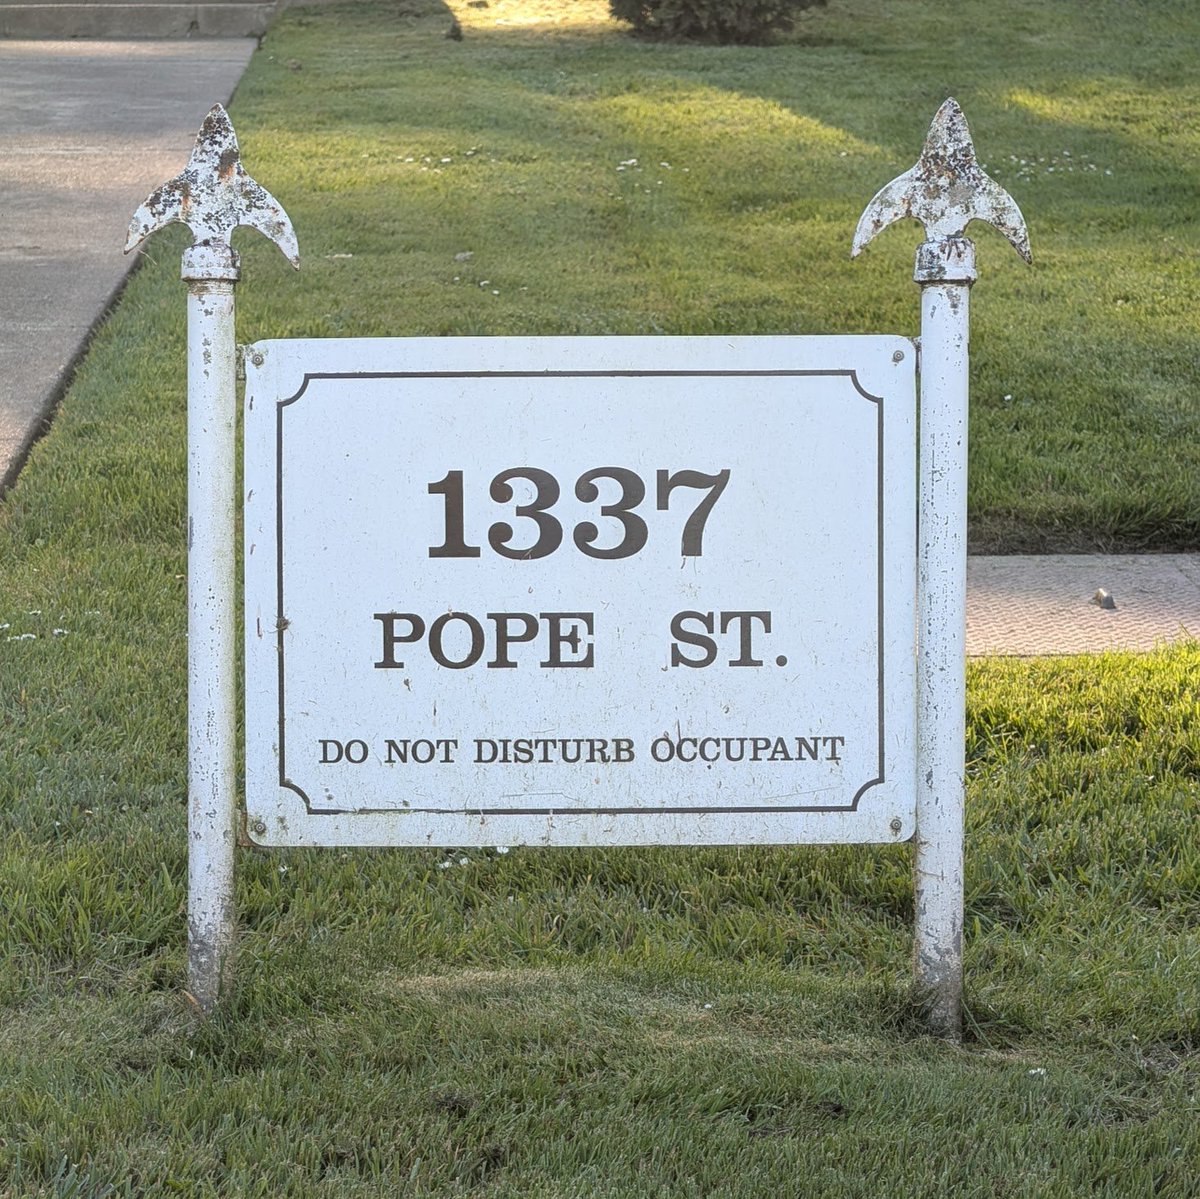 1337
POPE ST.
DO NOT DISTURB OCCUPANT